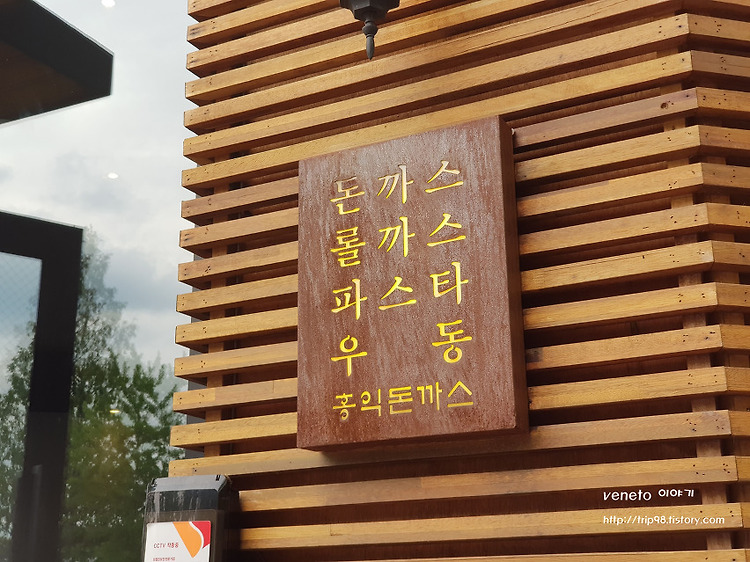 돈까스
롤까스
파스타
우동
홍익돈까스
veneto 이야기
http://trip98.tistory.com
CCTV 작동중